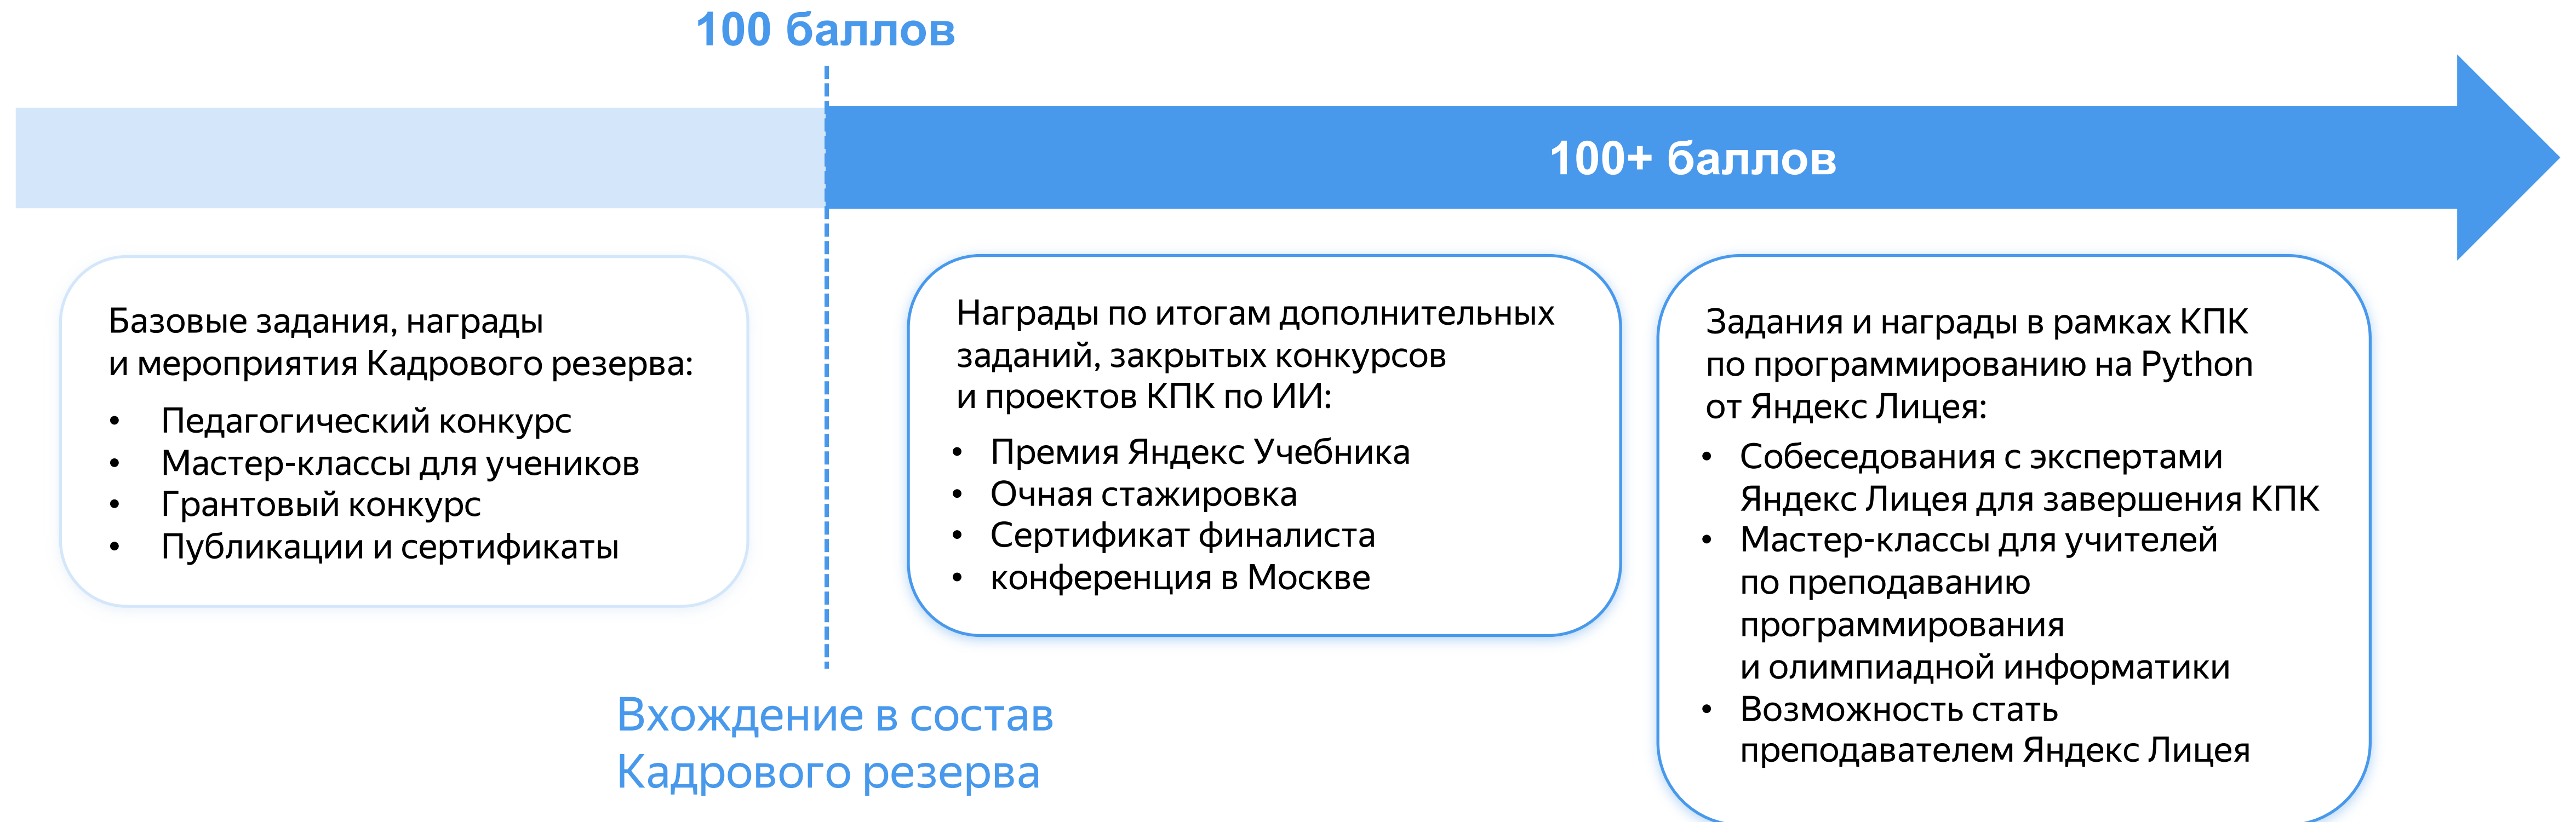 100 баллов
100+ баллов
Базовые задания, награды
и мероприятия Кадрового резерва:
• Педагогический конкурс
• Мастер-классы для учеников
• Грантовый конкурс
• Публикации и сертификаты
Вхождение в состав
Кадрового резерва
Награды по итогам дополнительных
заданий, закрытых конкурсов
и проектов КПК по ИИ:
• Премия Яндекс Учебника
• Очная стажировка
• Сертификат финалиста
• конференция в Москве
Задания и награды в рамках КПК
по программированию на Python
от Яндекс Лицея:
• Собеседования с экспертами
Яндекс Лицея для завершения КПК
• Мастер-классы для учителей
по преподаванию
программирования
и олимпиадной информатики
• Возможность стать
преподавателем Яндекс Лицея